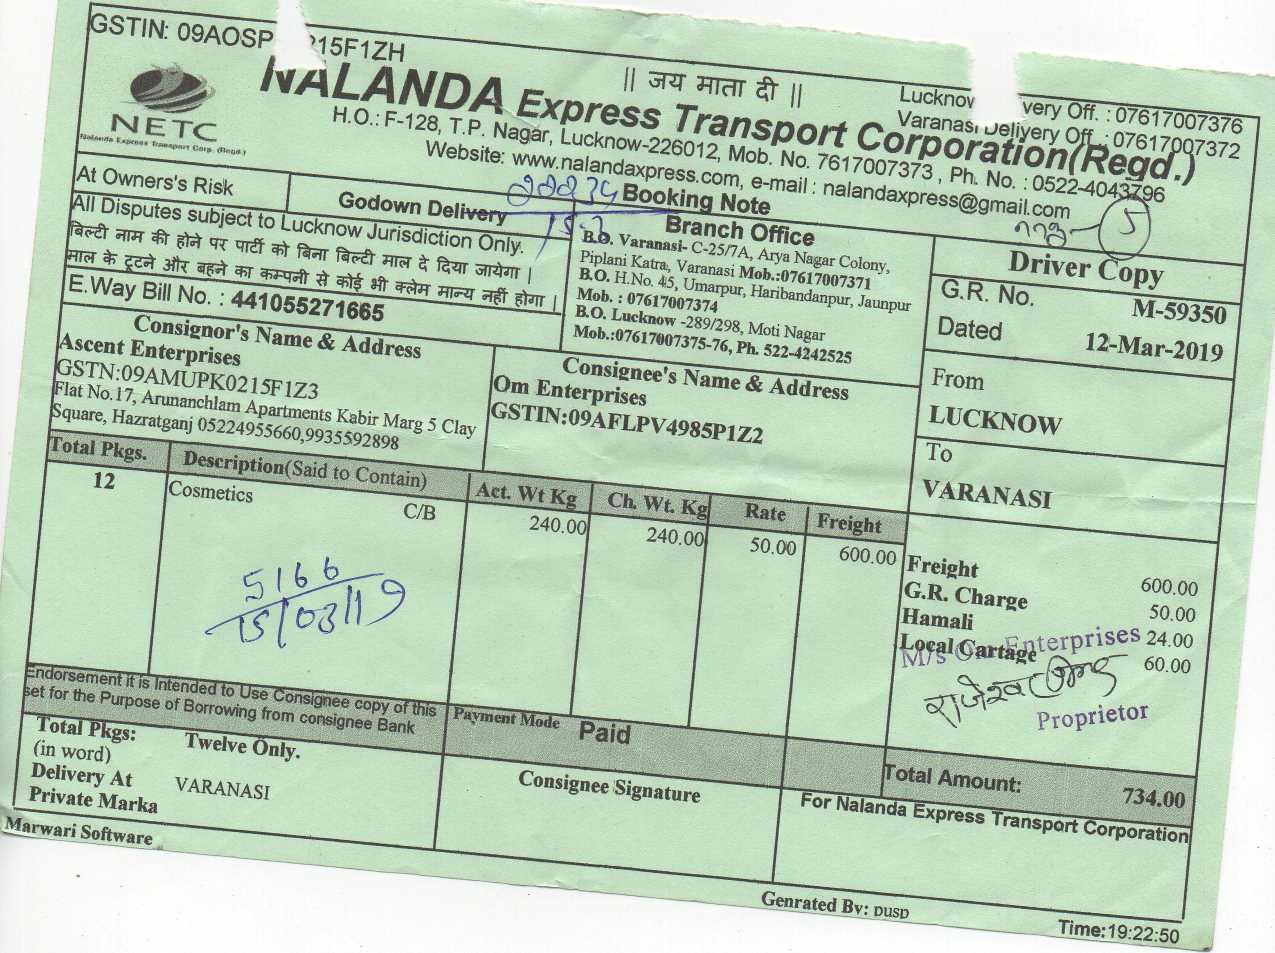 GSTIN: 09AOSP 215F1ZH
|| जय माता दी ||
NALANDA Express Transport Corporation(Regd.)
NETC
Nalanda Express Transport Corp. (Regd.)
H.O.: F-128, T.P. Nagar, Lucknow-226012, Mob. No. 7617007373 , Ph. No. : 0522-4043796
Website: www.nalandaxpress.com, e-mail : nalandaxpress@gmail.com
Lucknow very Off. : 07617007376
Varanasi Delivery Off. : 07617007372
At Owners's Risk
Godown Delivery
Booking Note
5
All Disputes subject to Lucknow Jurisdiction Only.
बिल्टी नाम की होने पर पार्टी को बिना बिल्टी माल दे दिया जायेगा |
माल के टूटने और बहने का कम्पनी से कोई भी क्लेम मान्य नहीं होगा |
E.Way Bill No. : 441055271665
Branch Office
B.O. Varanasi- C-25/7A, Arya Nagar Colony,
Piplani Katra, Varanasi Mob.:07617007371
B.O. H.No. 45, Umarpur, Haribandanpur, Jaunpur
Mob. : 07617007374
B.O. Lucknow -289/298, Moti Nagar
Mob.:07617007375-76, Ph. 522-4242525
Driver Copy
G.R. No. M-59350
Dated 12-Mar-2019
Consignor's Name & Address
Ascent Enterprises
GSTN:09AMUPK0215F1Z3
Flat No.17, Arunanchlam Apartments Kabir Marg 5 Clay
Square, Hazratganj 05224955660,9935592898
Consignee's Name & Address
Om Enterprises
GSTIN:09AFLPV4985P1Z2
From
LUCKNOW
To
VARANASI
Total Pkgs. Description(Said to Contain) Act. Wt Kg Ch. Wt. Kg Rate Freight
12 Cosmetics C/B 240.00 240.00 50.00 600.00
5166
15/03/19
Freight 600.00
G.R. Charge 50.00
Hamali 24.00
Local Cartage 60.00
M/s Om Enterprises
Proprietor
Endorsement It is Intended to Use Consignee copy of this
set for the Purpose of Borrowing from consignee Bank
Payment Mode Paid
Total Amount: 734.00
Total Pkgs: Twelve Only.
(in word)
Delivery At VARANASI
Private Marka
Consignee Signature
For Nalanda Express Transport Corporation
Marwari Software
Genrated By: pusp
Time:19:22:50